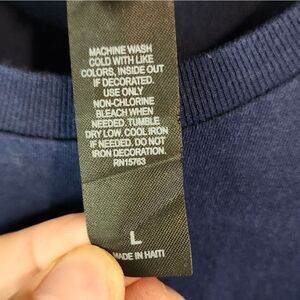 MACHINE WASH
COLD WITH LIKE
COLORS, INSIDE OUT
IF DECORATED.
USE ONLY
NON-CHLORINE
BLEACH WHEN
NEEDED. TUMBLE
DRY LOW, COOL IRON
IF NEEDED. DO NOT
IRON DECORATION.
RN15763
L
MADE IN HAITI